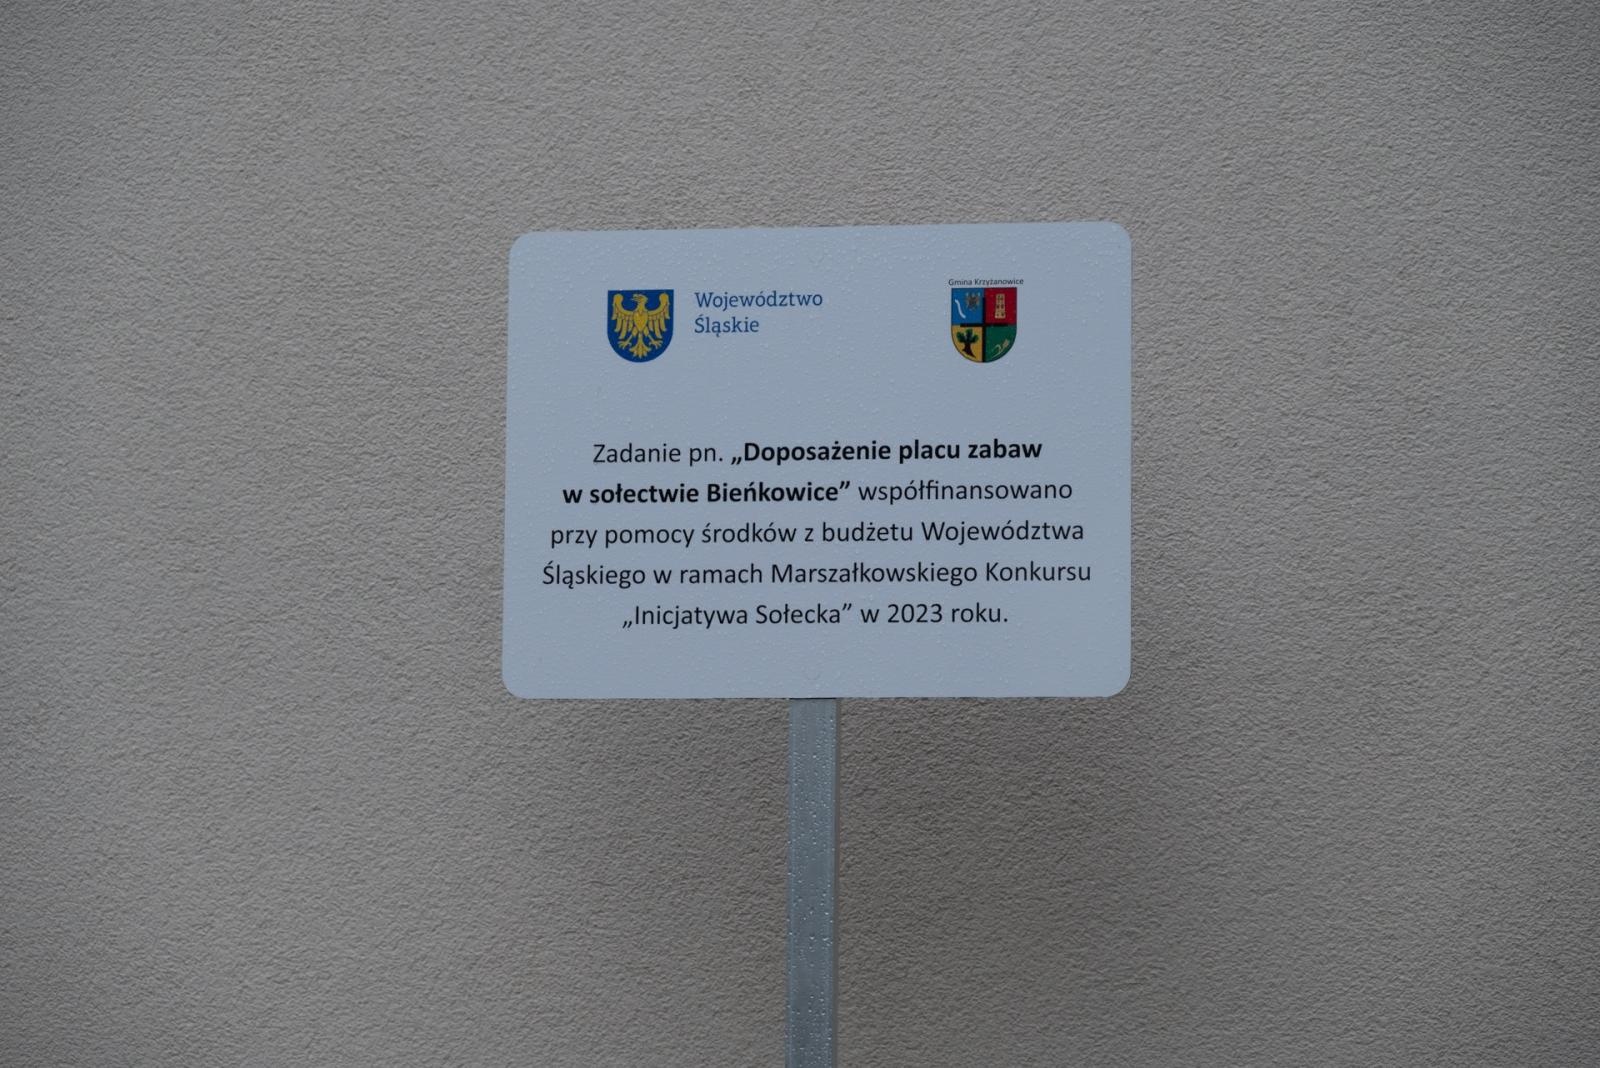 Województwo
Śląskie
Gmina Krzyżanowice
Zadanie pn. „Doposażenie placu zabaw
w sołectwie Bieńkowice” współfinansowano
przy pomocy środków z budżetu Województwa
Śląskiego w ramach Marszałkowskiego Konkursu
„Inicjatywa Sołecka” w 2023 roku.